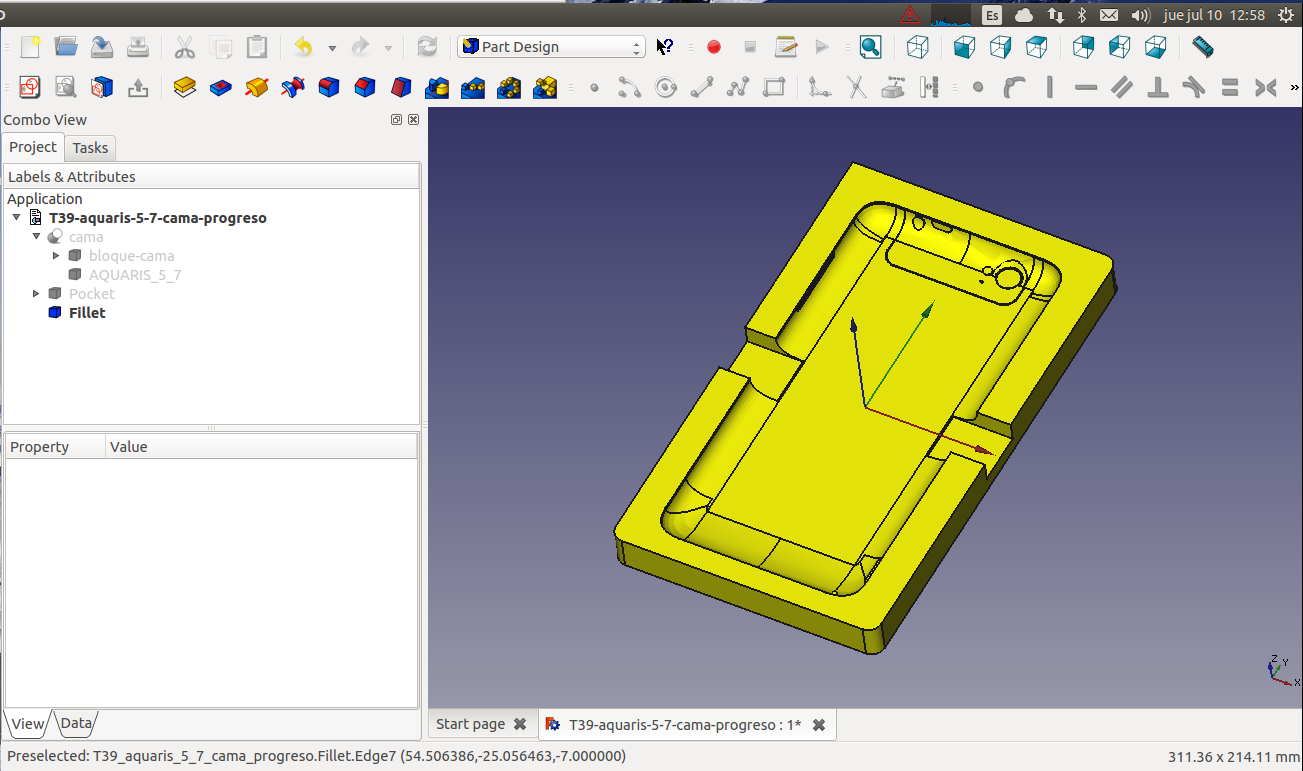 Es jue jul 10 12:58
Part Design
Combo View
Project Tasks
Labels & Attributes
Application
T39-aquaris-5-7-cama-progreso
cama
bloque-cama
AQUARIS_5_7
Pocket
Fillet
Property Value
Z
Y
X
View Data
Start page T39-aquaris-5-7-cama-progreso : 1*
Preselected: T39_aquaris_5_7_cama_progreso.Fillet.Edge7 (54.506386,-25.056463,-7.000000) 311.36 x 214.11 mm